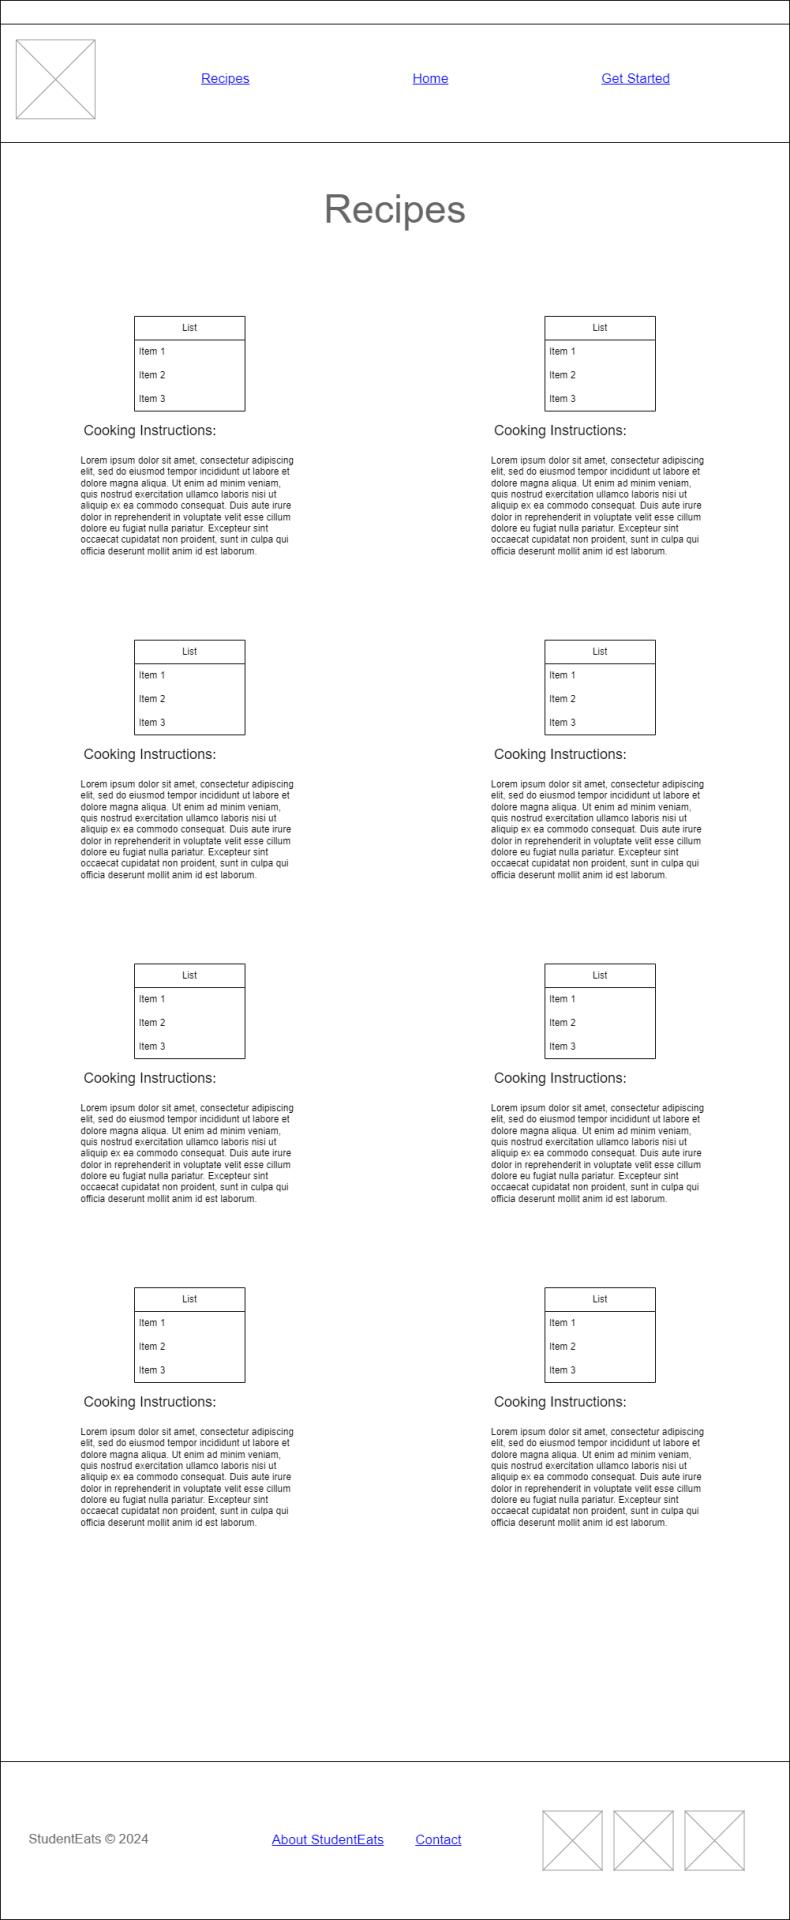 Recipes
Home
Get Started
Recipes
List
Item 1
Item 2
Item 3
Cooking Instructions:
Lorem ipsum dolor sit amet, consectetur adipiscing
elit, sed do eiusmod tempor incididunt ut labore et
dolore magna aliqua. Ut enim ad minim veniam,
quis nostrud exercitation ullamco laboris nisi ut
aliquip ex ea commodo consequat. Duis aute irure
dolor in reprehenderit in voluptate velit esse cillum
dolore eu fugiat nulla pariatur. Excepteur sint
occaecat cupidatat non proident, sunt in culpa qui
officia deserunt mollit anim id est laborum.
List
Item 1
Item 2
Item 3
Cooking Instructions:
Lorem ipsum dolor sit amet, consectetur adipiscing
elit, sed do eiusmod tempor incididunt ut labore et
dolore magna aliqua. Ut enim ad minim veniam,
quis nostrud exercitation ullamco laboris nisi ut
aliquip ex ea commodo consequat. Duis aute irure
dolor in reprehenderit in voluptate velit esse cillum
dolore eu fugiat nulla pariatur. Excepteur sint
occaecat cupidatat non proident, sunt in culpa qui
officia deserunt mollit anim id est laborum.
List
Item 1
Item 2
Item 3
Cooking Instructions:
Lorem ipsum dolor sit amet, consectetur adipiscing
elit, sed do eiusmod tempor incididunt ut labore et
dolore magna aliqua. Ut enim ad minim veniam,
quis nostrud exercitation ullamco laboris nisi ut
aliquip ex ea commodo consequat. Duis aute irure
dolor in reprehenderit in voluptate velit esse cillum
dolore eu fugiat nulla pariatur. Excepteur sint
occaecat cupidatat non proident, sunt in culpa qui
officia deserunt mollit anim id est laborum.
List
Item 1
Item 2
Item 3
Cooking Instructions:
Lorem ipsum dolor sit amet, consectetur adipiscing
elit, sed do eiusmod tempor incididunt ut labore et
dolore magna aliqua. Ut enim ad minim veniam,
quis nostrud exercitation ullamco laboris nisi ut
aliquip ex ea commodo consequat. Duis aute irure
dolor in reprehenderit in voluptate velit esse cillum
dolore eu fugiat nulla pariatur. Excepteur sint
occaecat cupidatat non proident, sunt in culpa qui
officia deserunt mollit anim id est laborum.
List
Item 1
Item 2
Item 3
Cooking Instructions:
Lorem ipsum dolor sit amet, consectetur adipiscing
elit, sed do eiusmod tempor incididunt ut labore et
dolore magna aliqua. Ut enim ad minim veniam,
quis nostrud exercitation ullamco laboris nisi ut
aliquip ex ea commodo consequat. Duis aute irure
dolor in reprehenderit in voluptate velit esse cillum
dolore eu fugiat nulla pariatur. Excepteur sint
occaecat cupidatat non proident, sunt in culpa qui
officia deserunt mollit anim id est laborum.
List
Item 1
Item 2
Item 3
Cooking Instructions:
Lorem ipsum dolor sit amet, consectetur adipiscing
elit, sed do eiusmod tempor incididunt ut labore et
dolore magna aliqua. Ut enim ad minim veniam,
quis nostrud exercitation ullamco laboris nisi ut
aliquip ex ea commodo consequat. Duis aute irure
dolor in reprehenderit in voluptate velit esse cillum
dolore eu fugiat nulla pariatur. Excepteur sint
occaecat cupidatat non proident, sunt in culpa qui
officia deserunt mollit anim id est laborum.
List
Item 1
Item 2
Item 3
Cooking Instructions:
Lorem ipsum dolor sit amet, consectetur adipiscing
elit, sed do eiusmod tempor incididunt ut labore et
dolore magna aliqua. Ut enim ad minim veniam,
quis nostrud exercitation ullamco laboris nisi ut
aliquip ex ea commodo consequat. Duis aute irure
dolor in reprehenderit in voluptate velit esse cillum
dolore eu fugiat nulla pariatur. Excepteur sint
occaecat cupidatat non proident, sunt in culpa qui
officia deserunt mollit anim id est laborum.
List
Item 1
Item 2
Item 3
Cooking Instructions:
Lorem ipsum dolor sit amet, consectetur adipiscing
elit, sed do eiusmod tempor incididunt ut labore et
dolore magna aliqua. Ut enim ad minim veniam,
quis nostrud exercitation ullamco laboris nisi ut
aliquip ex ea commodo consequat. Duis aute irure
dolor in reprehenderit in voluptate velit esse cillum
dolore eu fugiat nulla pariatur. Excepteur sint
occaecat cupidatat non proident, sunt in culpa qui
officia deserunt mollit anim id est laborum.
StudentEats © 2024
About StudentEats
Contact